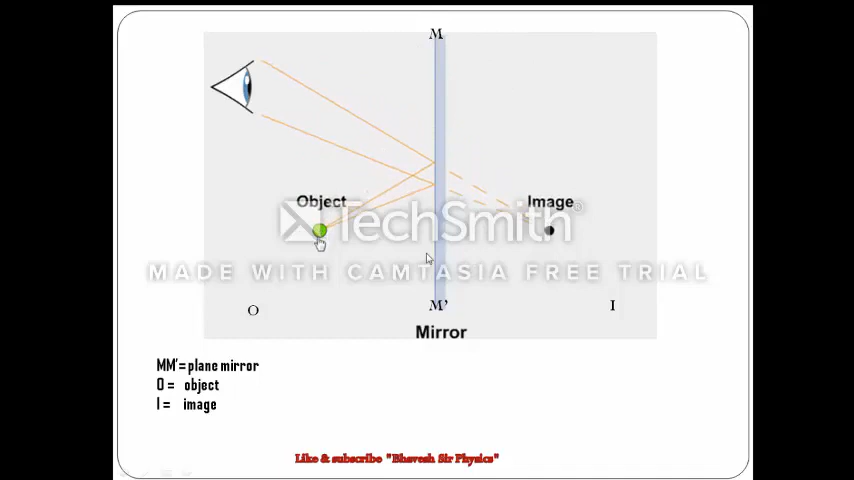 M
Object
Image
TechSmith®
MADE WITH CAMTASIA FREE TRIAL
O
M'
I
Mirror
MM'= plane mirror
O = object
I = image
Like & subscribe "Bhavesh Sir Physics"